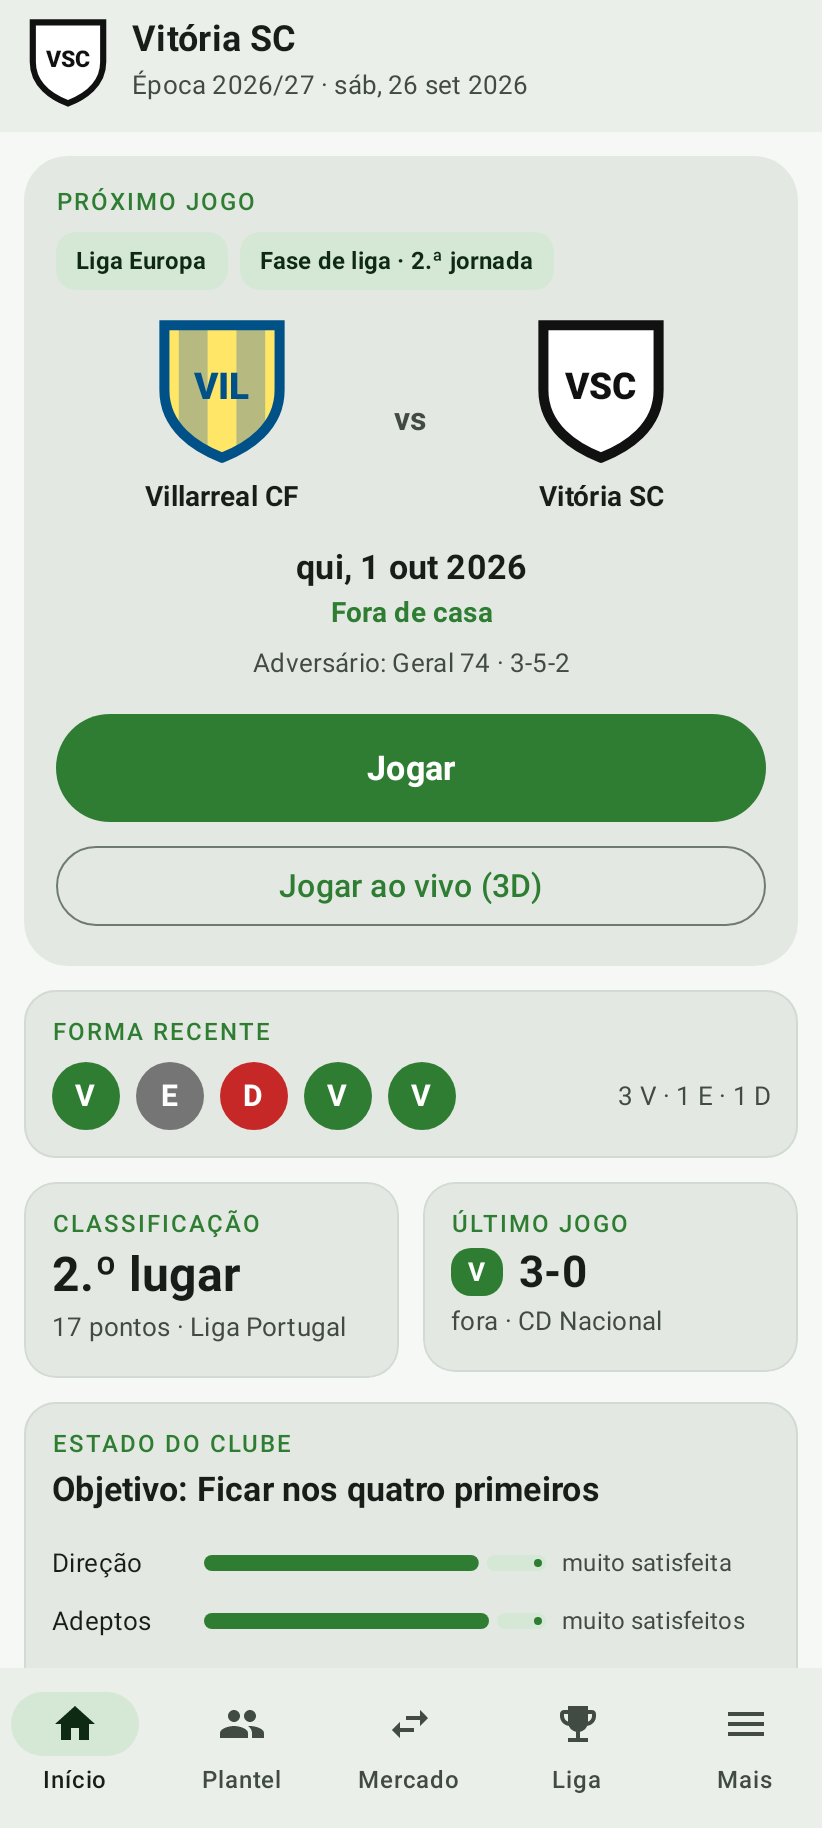 VSC
Vitória SC
Época 2026/27 · sáb, 26 set 2026
PRÓXIMO JOGO
Liga Europa
Fase de liga · 2.ª jornada
VIL
vs
VSC
Villarreal CF
Vitória SC
qui, 1 out 2026
Fora de casa
Adversário: Geral 74 · 3-5-2
Jogar
Jogar ao vivo (3D)
FORMA RECENTE
V E D V V
3 V · 1 E · 1 D
CLASSIFICAÇÃO
2.º lugar
17 pontos · Liga Portugal
ÚLTIMO JOGO
V 3-0
fora · CD Nacional
ESTADO DO CLUBE
Objetivo: Ficar nos quatro primeiros
Direção
muito satisfeita
Adeptos
muito satisfeitos
Início
Plantel
Mercado
Liga
Mais